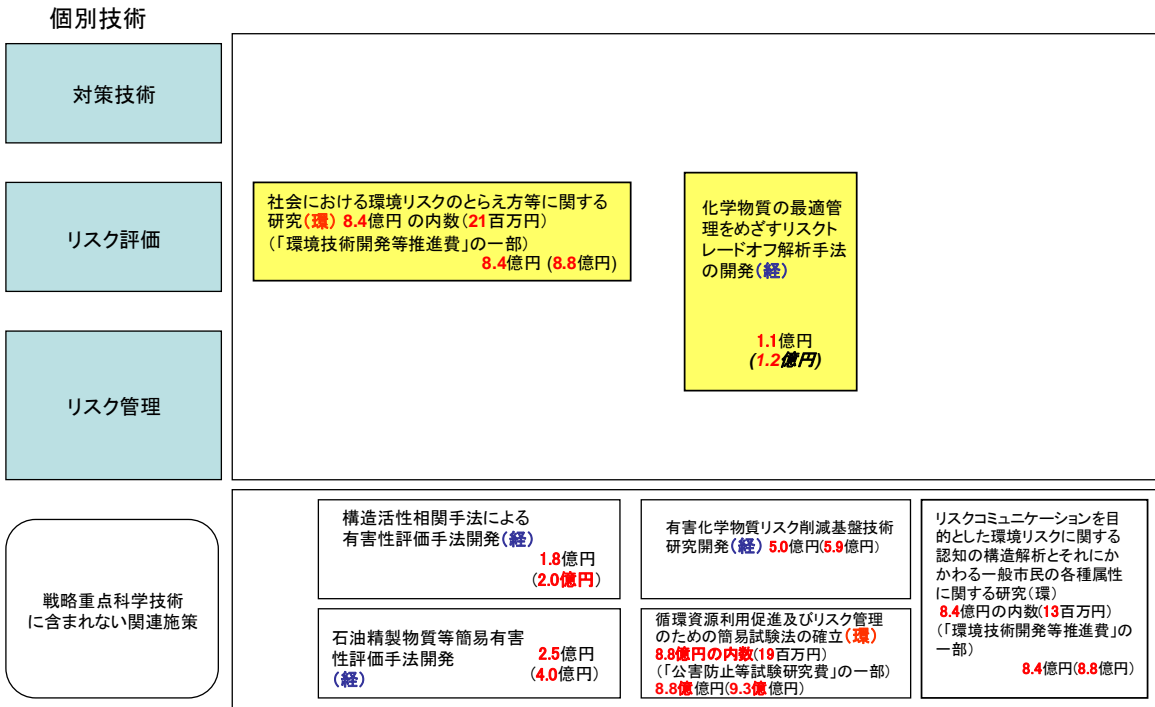 個別技術
対策技術
リスク評価
リスク管理
社会における環境リスクのとらえ方等に関する
研究(環) 8.4億円 の内数(21百万円)
(「環境技術開発等推進費」の一部)
8.4億円 (8.8億円)
化学物質の最適管
理をめざすリスクト
レードオフ解析手法
の開発(経)
1.1億円
(1.2億円)
戦略重点科学技術
に含まれない関連施策
構造活性相関手法による
有害性評価手法開発(経)
1.8億円
(2.0億円)
石油精製物質等簡易有害
性評価手法開発
(経)
2.5億円
(4.0億円)
有害化学物質リスク削減基盤技術
研究開発(経) 5.0億円(5.9億円)
循環資源利用促進及びリスク管理
のための簡易試験法の確立(環)
8.8億円の内数(19百万円)
(「公害防止等試験研究費」の一部)
8.8億億円(9.3億億円)
リスクコミュニケーションを目
的とした環境リスクに関する
認知の構造解析とそれにか
かわる一般市民の各種属性
に関する研究(環)
8.4億円の内数(13百万円)
(「環境技術開発等推進費」の
一部)
8.4億円(8.8億円)